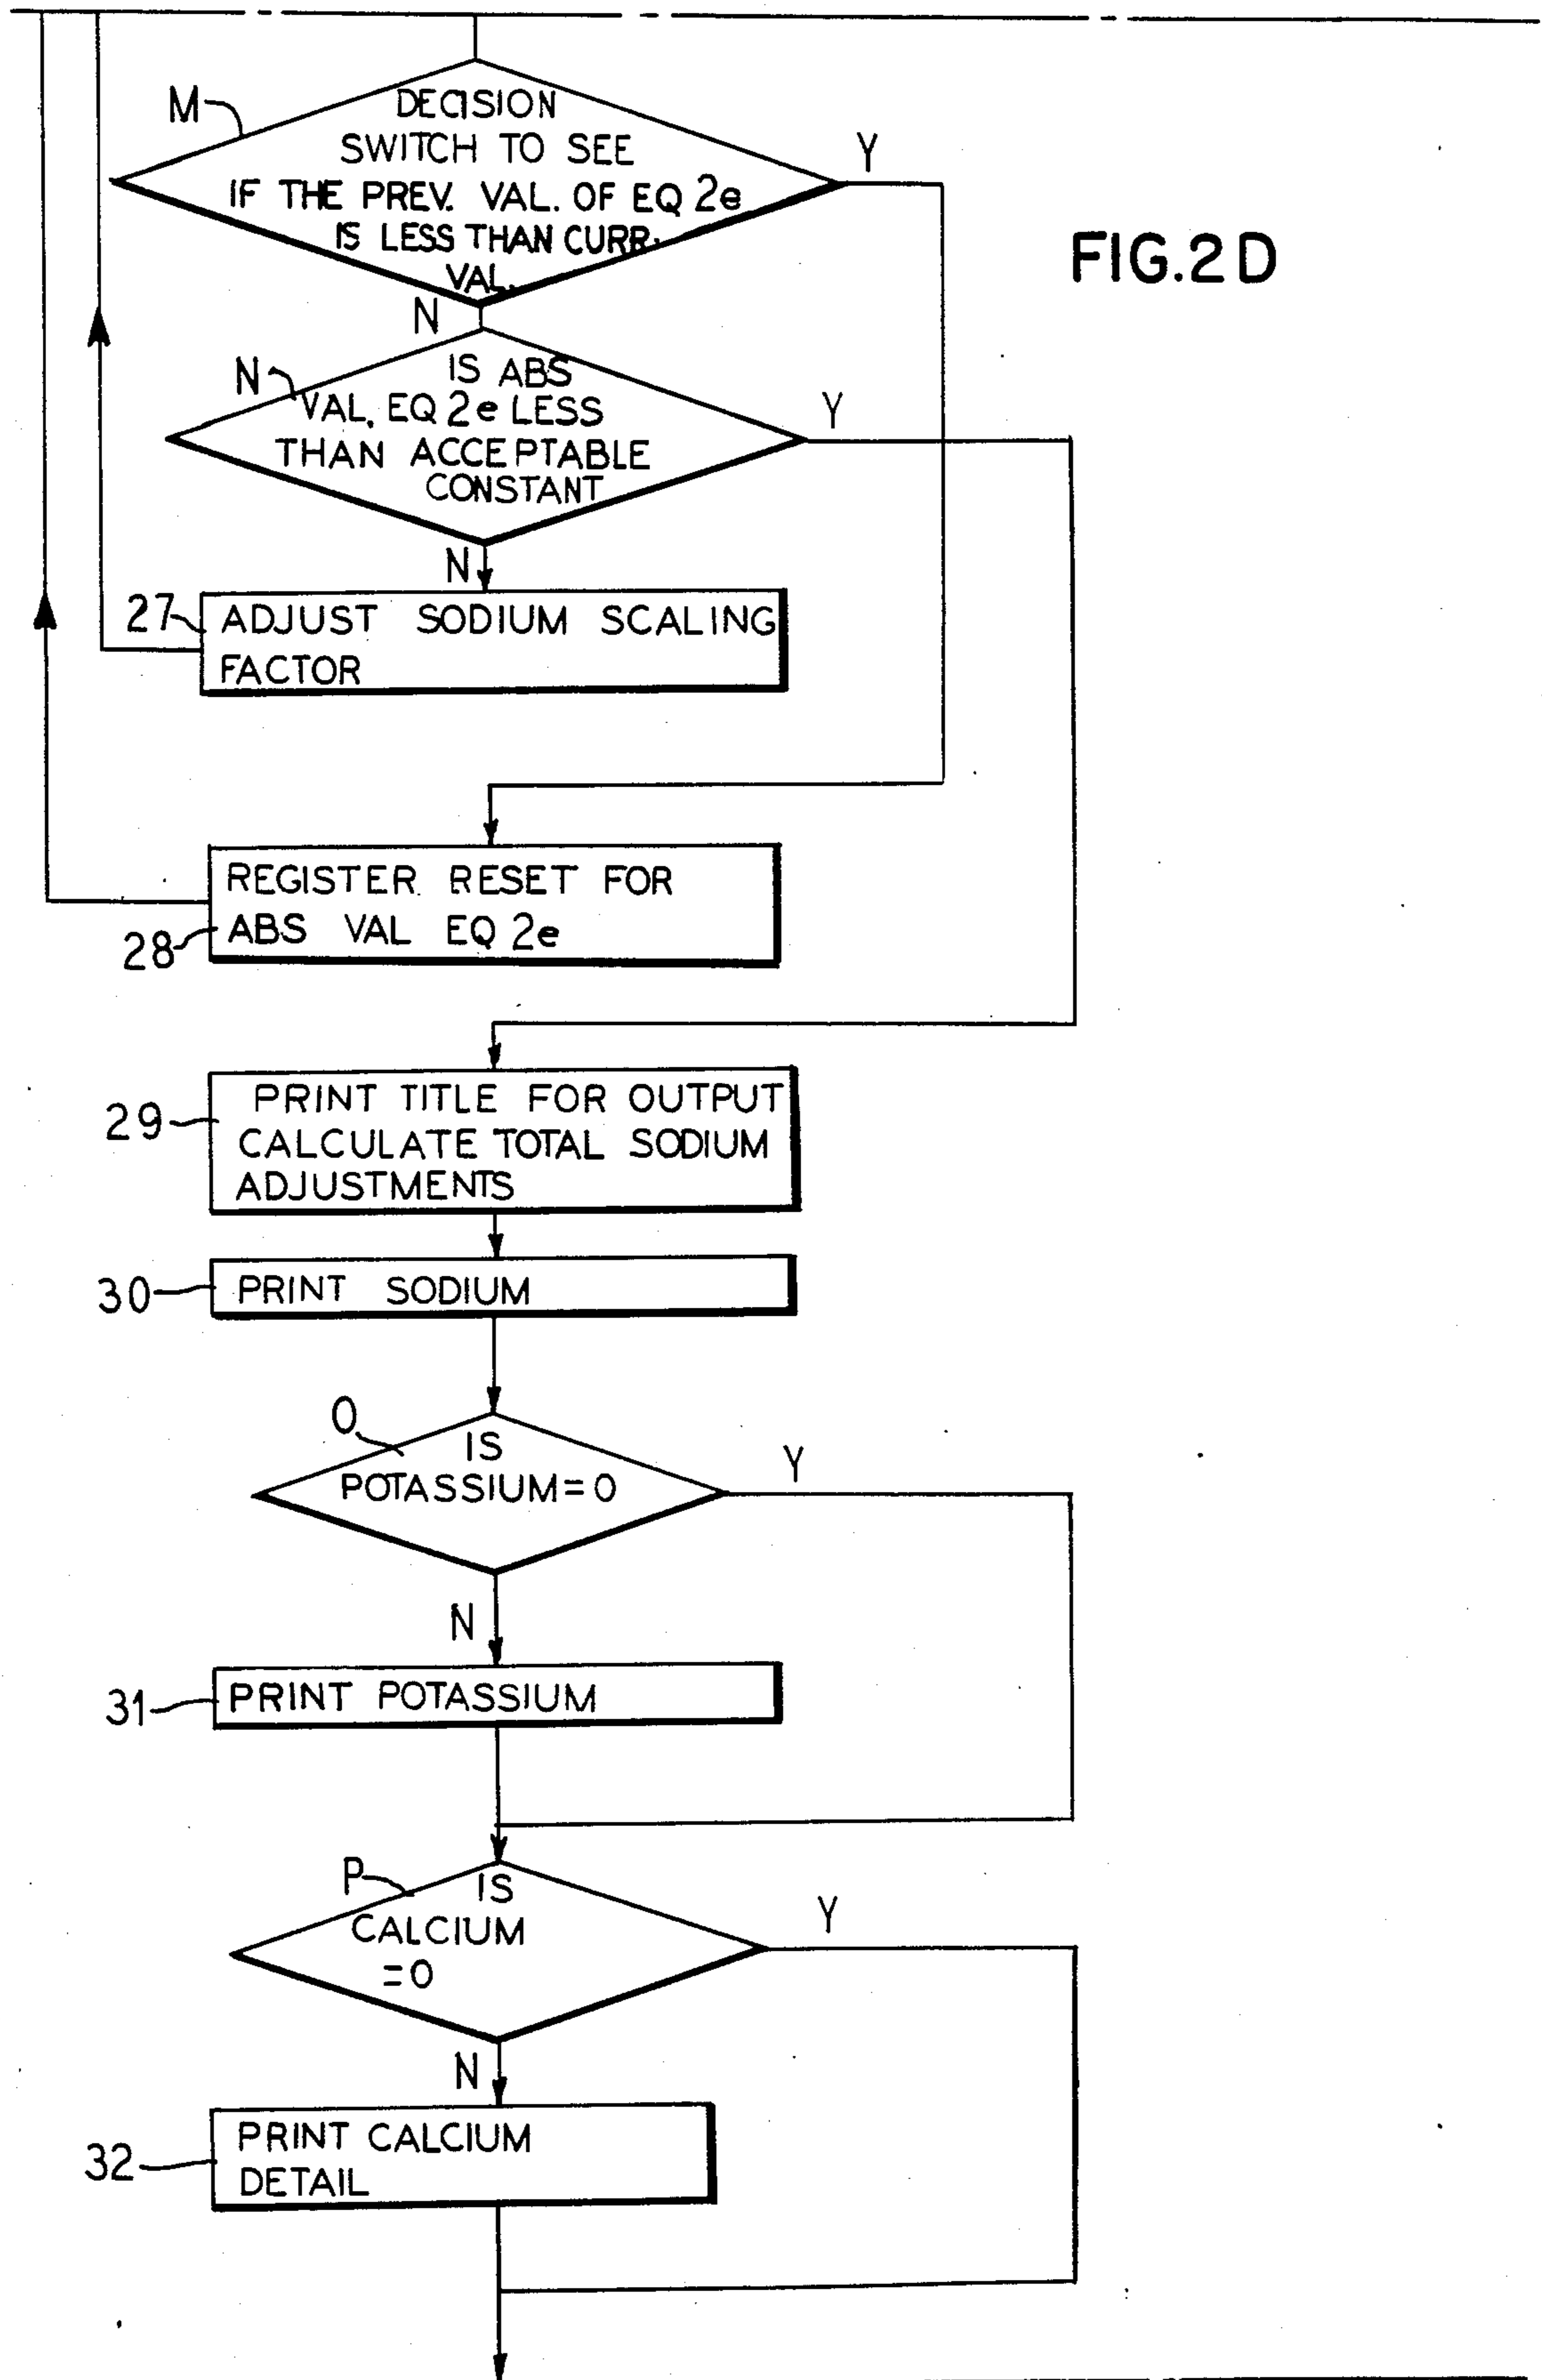 M
DECISION
SWITCH TO SEE
IF THE PREV. VAL. OF EQ 2e
IS LESS THAN CURR.
VAL.
Y
FIG.2D
N
N
IS ABS
VAL, EQ 2e LESS
THAN ACCEPTABLE
CONSTANT
Y
N
27
ADJUST SODIUM SCALING
FACTOR
REGISTER RESET FOR
ABS VAL EQ 2e
28
29
PRINT TITLE FOR OUTPUT
CALCULATE TOTAL SODIUM
ADJUSTMENTS
30
PRINT SODIUM
O
IS
POTASSIUM=0
Y
N
31
PRINT POTASSIUM
P
IS
CALCIUM
=0
Y
N
32
PRINT CALCIUM
DETAIL